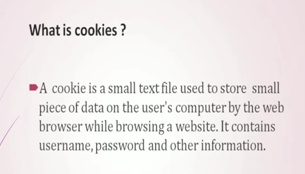 What is cookies ?
A cookie is a small text file used to store small
piece of data on the user's computer by the web
browser while browsing a website. It contains
username, password and other information.